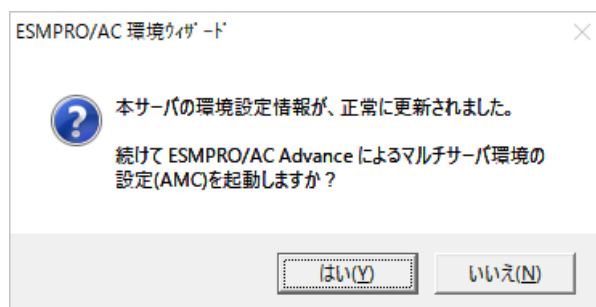 ESMPRO/AC 環境ｳｨｻﾞｰﾄﾞ
本サーバの環境設定情報が、正常に更新されました。
続けて ESMPRO/AC Advance によるマルチサーバ環境の
設定(AMC)を起動しますか？
はい(Y)
いいえ(N)